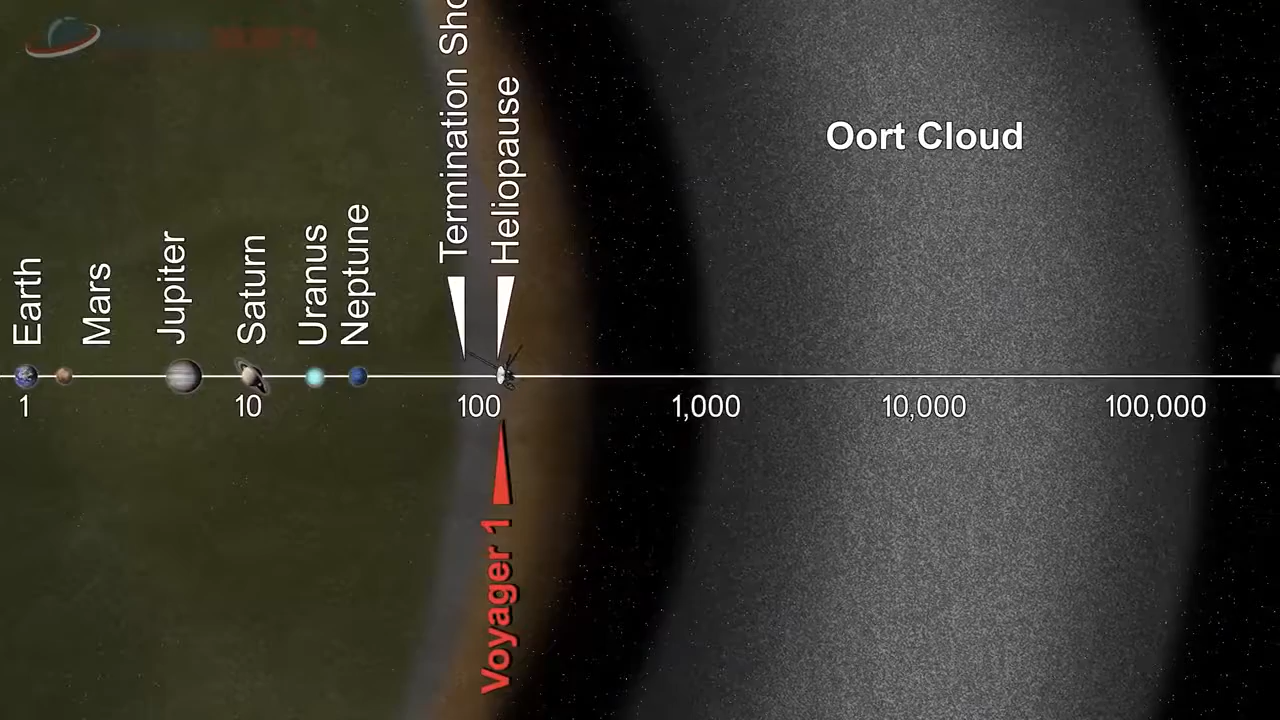 Earth
Mars
Jupiter
Saturn
Uranus
Neptune
Termination Sho
Heliopause
Oort Cloud
1
10
100
1,000
10,000
100,000
Voyager 1